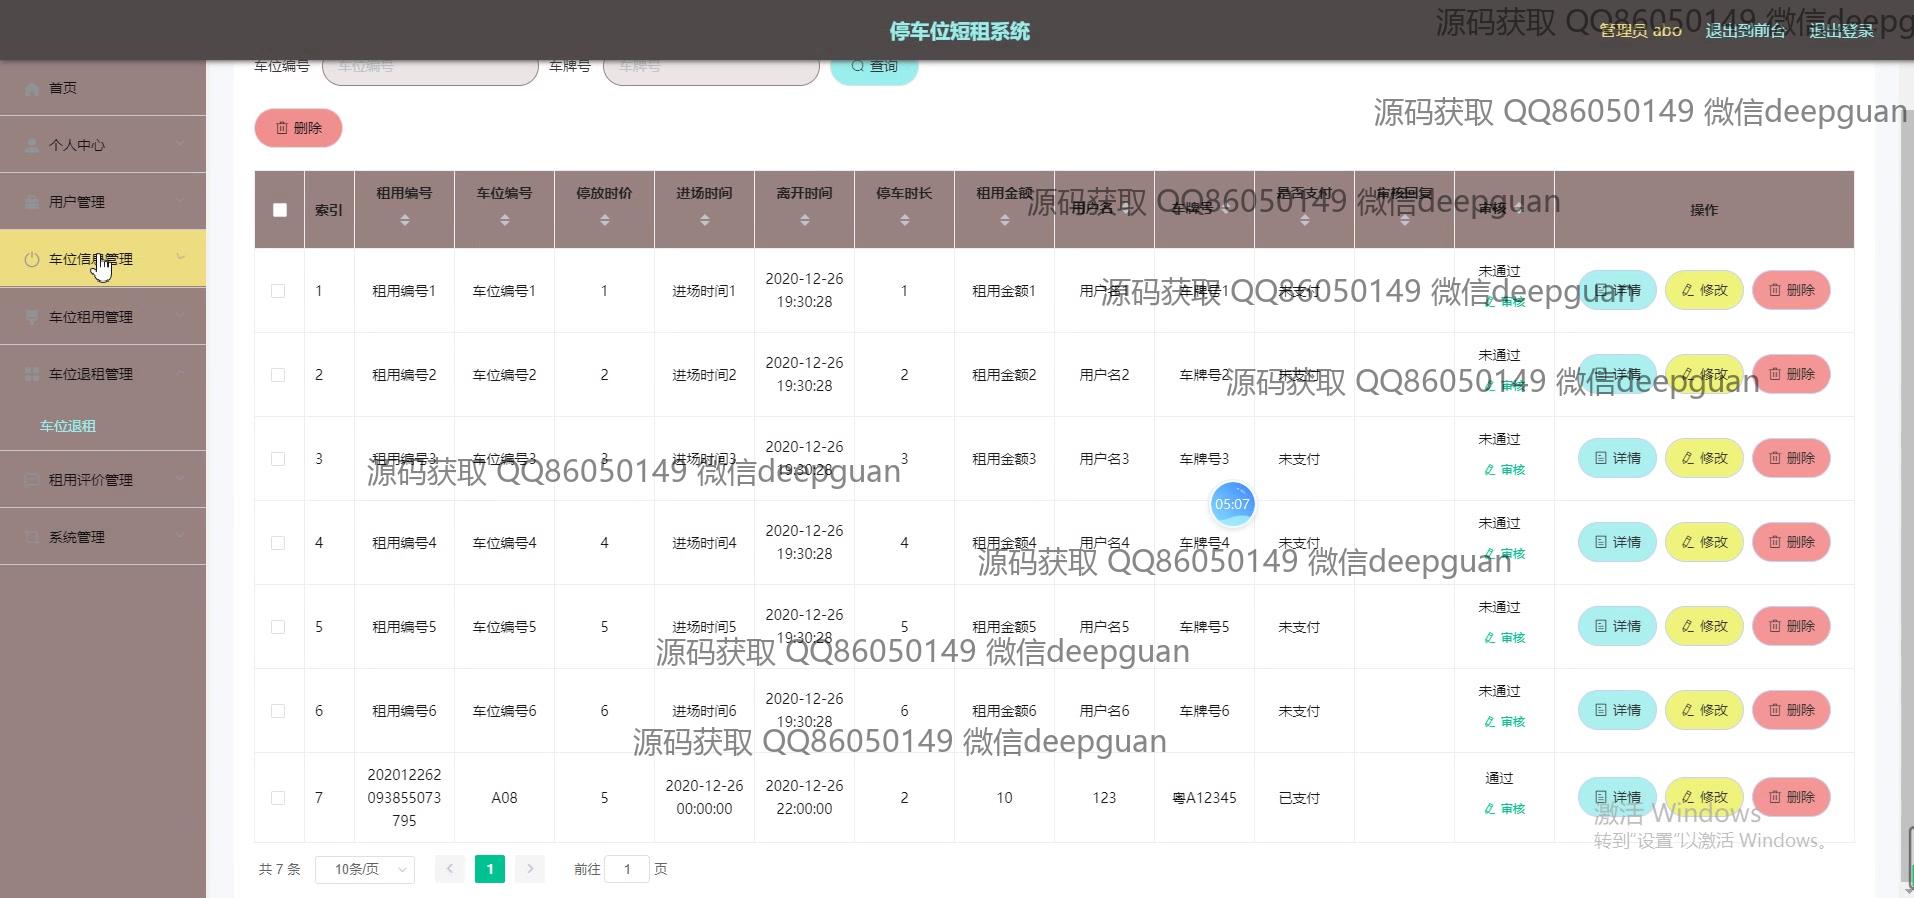 停车位短租系统
管理员 abo 退出到前台 退出登录
源码获取 QQ86050149 微信deepg
首页
个人中心
用户管理
车位信息管理
车位租用管理
车位退租管理
车位退租
租用评价管理
系统管理
车位编号 车位编号 车牌号 车牌号 查询
源码获取 QQ86050149 微信deepguan
删除
索引 租用编号 车位编号 停放时价 进场时间 离开时间 停车时长 租用金额 用户名 车牌号 是否支付 审核回复 审核 操作
源码获取 QQ86050149 微信deepguan
1 租用编号1 车位编号1 1 进场时间1 2020-12-26 19:30:28 1 租用金额1 用户名1 车牌号1 未支付 未通过 审核 详情 修改 删除
源码获取 QQ86050149 微信deepguan
2 租用编号2 车位编号2 2 进场时间2 2020-12-26 19:30:28 2 租用金额2 用户名2 车牌号2 未支付 未通过 审核 详情 修改 删除
源码获取 QQ86050149 微信deepguan
3 租用编号3 车位编号3 3 进场时间3 2020-12-26 19:30:28 3 租用金额3 用户名3 车牌号3 未支付 未通过 审核 详情 修改 删除
源码获取 QQ86050149 微信deepguan
05:07
4 租用编号4 车位编号4 4 进场时间4 2020-12-26 19:30:28 4 租用金额4 用户名4 车牌号4 未支付 未通过 审核 详情 修改 删除
源码获取 QQ86050149 微信deepguan
5 租用编号5 车位编号5 5 进场时间5 2020-12-26 19:30:28 5 租用金额5 用户名5 车牌号5 未支付 未通过 审核 详情 修改 删除
源码获取 QQ86050149 微信deepguan
6 租用编号6 车位编号6 6 进场时间6 2020-12-26 19:30:28 6 租用金额6 用户名6 车牌号6 未支付 未通过 审核 详情 修改 删除
源码获取 QQ86050149 微信deepguan
7 202012262093855073795 A08 5 2020-12-26 00:00:00 2020-12-26 22:00:00 2 10 123 粤A12345 已支付 通过 审核 详情 修改 删除
激活 Windows
转到"设置"以激活 Windows。
共 7 条 10条/页 1 前往 1 页